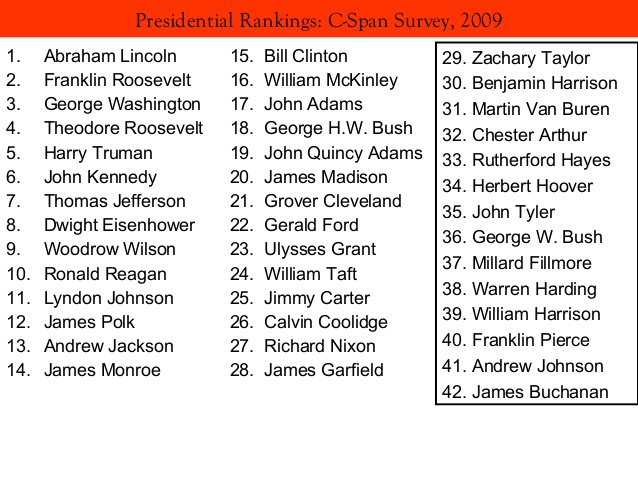 Presidential Rankings: C-Span Survey, 2009
1. Abraham Lincoln
2. Franklin Roosevelt
3. George Washington
4. Theodore Roosevelt
5. Harry Truman
6. John Kennedy
7. Thomas Jefferson
8. Dwight Eisenhower
9. Woodrow Wilson
10. Ronald Reagan
11. Lyndon Johnson
12. James Polk
13. Andrew Jackson
14. James Monroe
15. Bill Clinton
16. William McKinley
17. John Adams
18. George H.W. Bush
19. John Quincy Adams
20. James Madison
21. Grover Cleveland
22. Gerald Ford
23. Ulysses Grant
24. William Taft
25. Jimmy Carter
26. Calvin Coolidge
27. Richard Nixon
28. James Garfield
29. Zachary Taylor
30. Benjamin Harrison
31. Martin Van Buren
32. Chester Arthur
33. Rutherford Hayes
34. Herbert Hoover
35. John Tyler
36. George W. Bush
37. Millard Fillmore
38. Warren Harding
39. William Harrison
40. Franklin Pierce
41. Andrew Johnson
42. James Buchanan